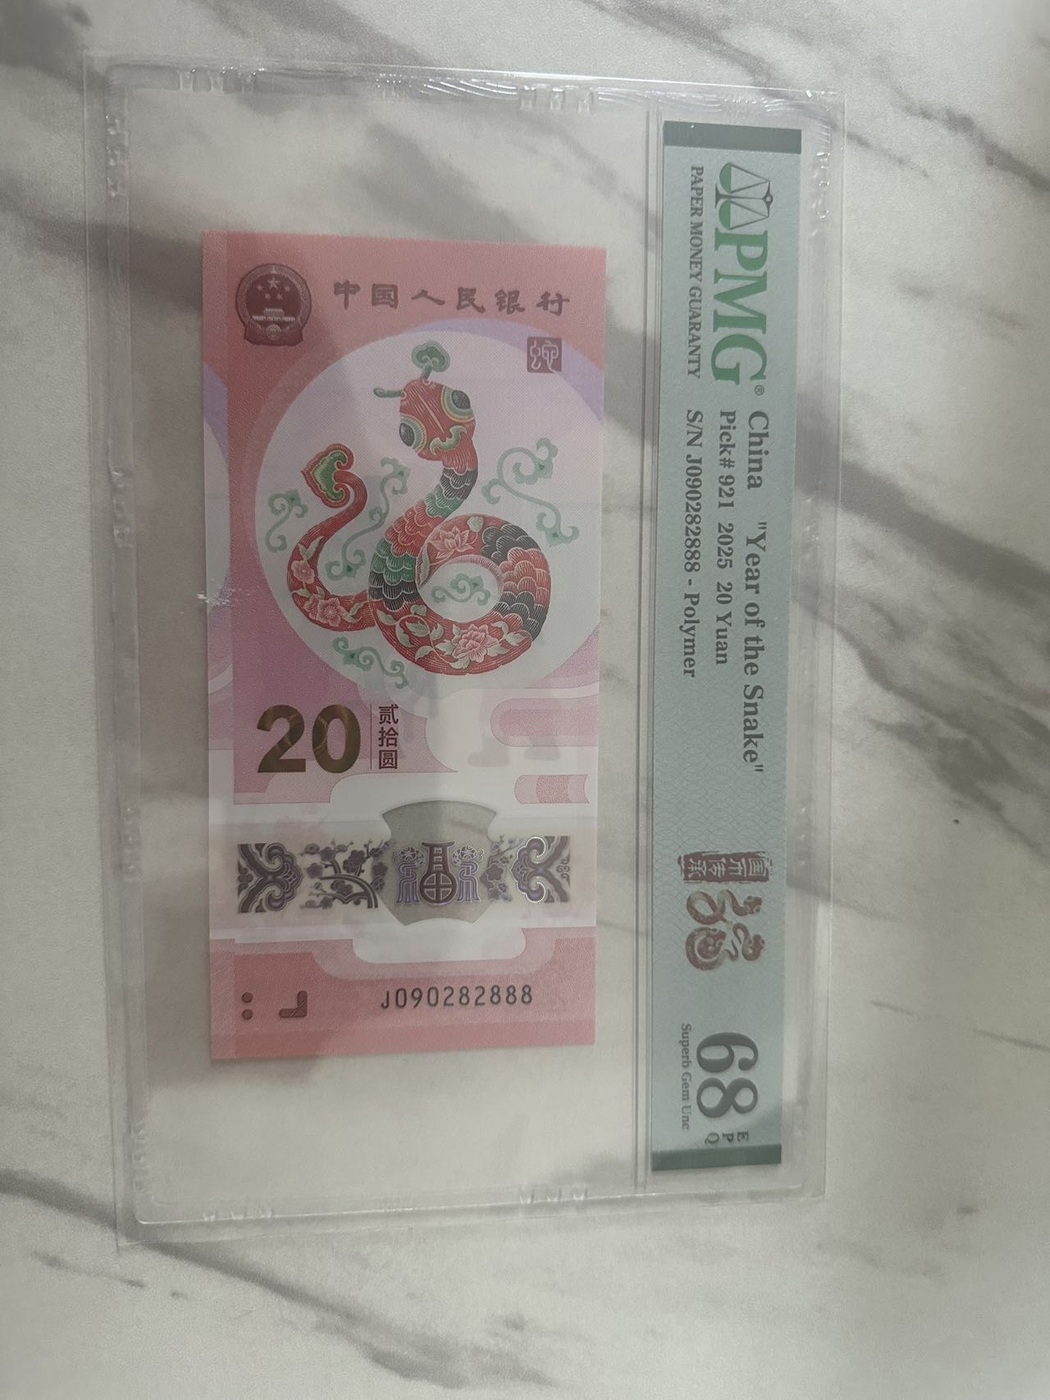 中国人民银行
蛇
20 贰拾圆
J090282888
PMG®
PAPER MONEY GUARANTY
China "Year of the Snake"
Pick# 921 2025 20 Yuan
S/N J090282888 - Polymer
68 EPQ
Superb Gem Unc